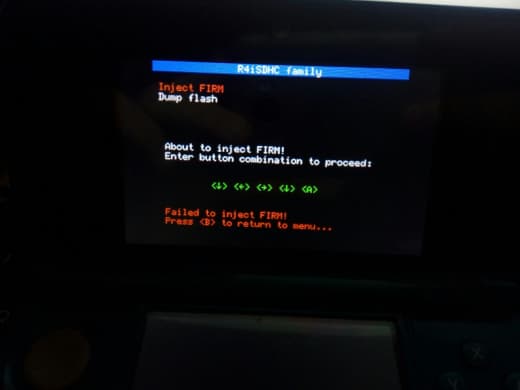 R4iSDHC family
Inject FIRM
Dump flash
About to inject FIRM!
Enter button combination to proceed:
<↓> <→> <→> <↓> <A>
Failed to inject FIRM!
Press <B> to return to menu...
X